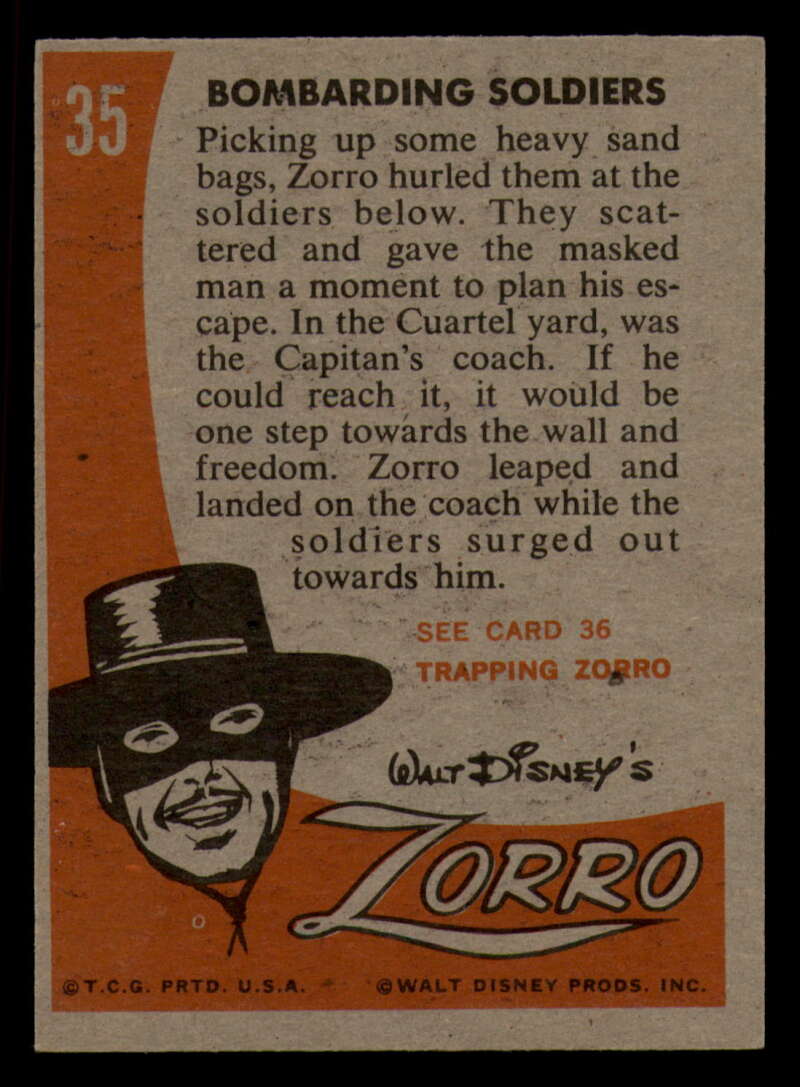 35
BOMBARDING SOLDIERS
Picking up some heavy sand
bags, Zorro hurled them at the
soldiers below. They scat-
tered and gave the masked
man a moment to plan his es-
cape. In the Cuartel yard, was
the Capitan's coach. If he
could reach it, it would be
one step towards the wall and
freedom. Zorro leaped and
landed on the coach while the
soldiers surged out
towards him.
SEE CARD 36
TRAPPING ZORRO
WALT DISNEY'S
ZORRO
©T.C.G. PRTD. U.S.A. ©WALT DISNEY PRODS. INC.